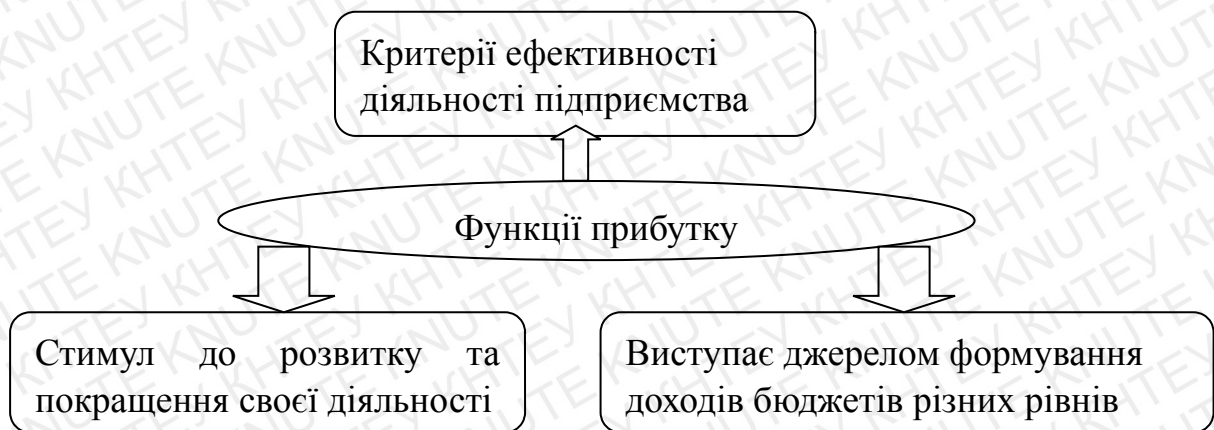 Критерії ефективності
діяльності підприємства
Функції прибутку
Стимул до розвитку та
покращення своєї діяльності
Виступає джерелом формування
доходів бюджетів різних рівнів